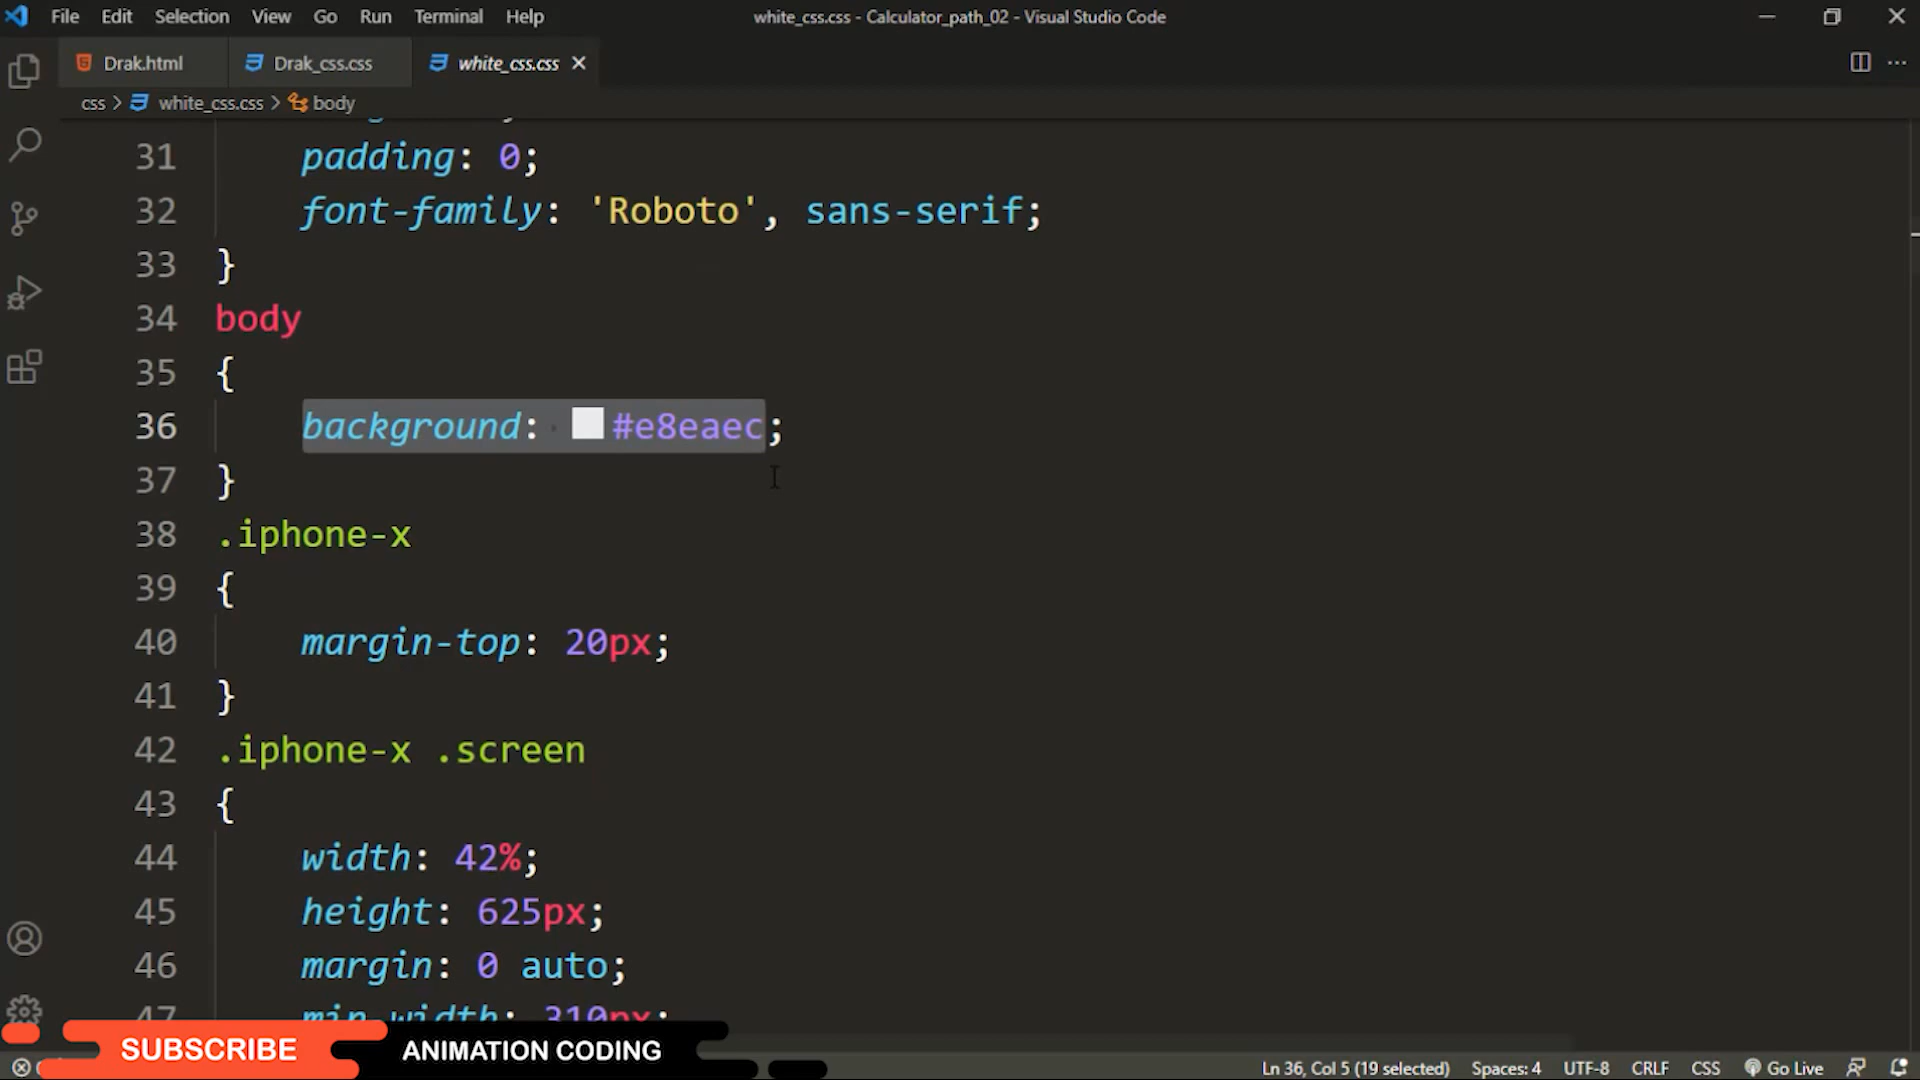 File Edit Selection View Go Run Terminal Help white_css.css - Calculator_path_02 - Visual Studio Code
Drak.html Drak_css.css white_css.css
css > white_css.css > body
31 padding: 0;
32 font-family: 'Roboto', sans-serif;
33 }
34 body
35 {
36 background: #e8eaec;
37 }
38 .iphone-x
39 {
40 margin-top: 20px;
41 }
42 .iphone-x .screen
43 {
44 width: 42%;
45 height: 625px;
46 margin: 0 auto;
47 min-width: 310px;
SUBSCRIBE ANIMATION CODING
Ln 36, Col 5 (19 selected) Spaces: 4 UTF-8 CRLF CSS Go Live